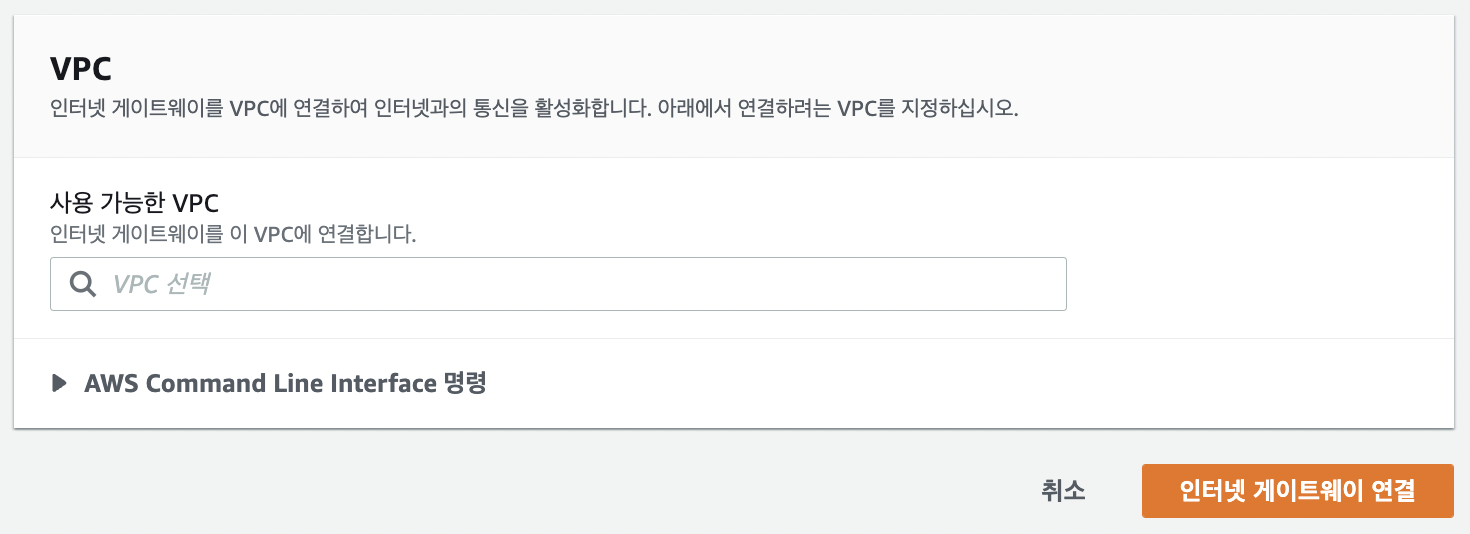 VPC
인터넷 게이트웨이를 VPC에 연결하여 인터넷과의 통신을 활성화합니다. 아래에서 연결하려는 VPC를 지정하십시오.
사용 가능한 VPC
인터넷 게이트웨이를 이 VPC에 연결합니다.
VPC 선택
AWS Command Line Interface 명령
취소
인터넷 게이트웨이 연결